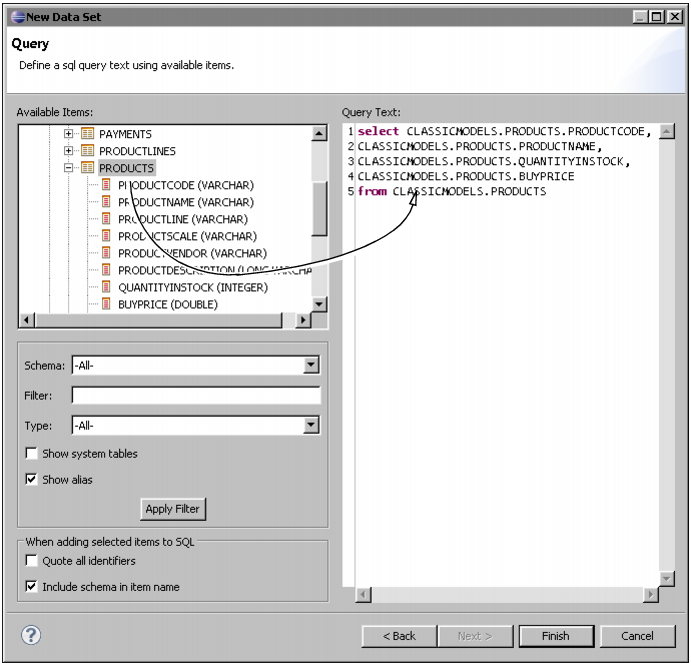 New Data Set
Query
Define a sql query text using available items.
Available Items:
PAYMENTS
PRODUCTLINES
PRODUCTS
PRODUCTCODE (VARCHAR)
PRODUCTNAME (VARCHAR)
PRODUCTLINE (VARCHAR)
PRODUCTSCALE (VARCHAR)
PRODUCTVENDOR (VARCHAR)
PRODUCTDESCRIPTION (LONG VARCHA
QUANTITYINSTOCK (INTEGER)
BUYPRICE (DOUBLE)
Schema: -All-
Filter:
Type: -All-
Show system tables
Show alias
Apply Filter
When adding selected items to SQL
Quote all identifiers
Include schema in item name
Query Text:
1 select CLASSICMODELS.PRODUCTS.PRODUCTCODE,
2 CLASSICMODELS.PRODUCTS.PRODUCTNAME,
3 CLASSICMODELS.PRODUCTS.QUANTITYINSTOCK,
4 CLASSICMODELS.PRODUCTS.BUYPRICE
5 from CLASSICMODELS.PRODUCTS
?
< Back Next > Finish Cancel